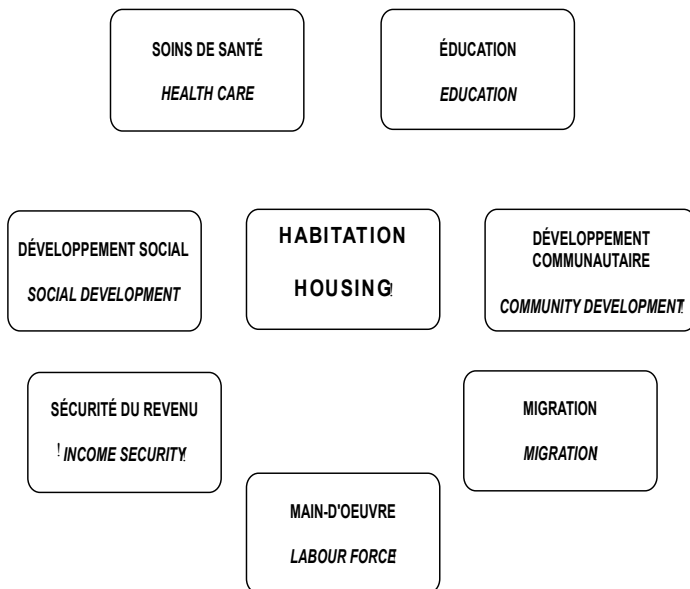 SOINS DE SANTÉ
HEALTH CARE
ÉDUCATION
EDUCATION
DÉVELOPPEMENT SOCIAL
SOCIAL DEVELOPMENT
HABITATION
HOUSING!
DÉVELOPPEMENT
COMMUNAUTAIRE
COMMUNITY DEVELOPMENT!
SÉCURITÉ DU REVENU
! INCOME SECURITY!
MIGRATION
MIGRATION
MAIN-D'OEUVRE
LABOUR FORCE!